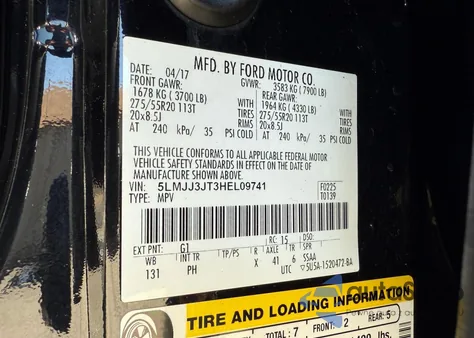 MFD. BY FORD MOTOR CO.
DATE: 04/17 GVWR: 3583 KG ( 7900 LB)
FRONT GAWR: REAR GAWR:
1678 KG ( 3700 LB) 1964 KG ( 4330 LB)
275/55R20 113T WITH 275/55R20 113T WITH
20x8.5J TIRES 20x8.5J TIRES
AT 240 kPa/ 35 PSI COLD RIMS AT 240 kPa/ 35 PSI COLD RIMS
THIS VEHICLE CONFORMS TO ALL APPLICABLE FEDERAL MOTOR
VEHICLE SAFETY STANDARDS IN EFFECT ON THE DATE OF
MANUFACTURE SHOWN ABOVE.
VIN: 5LMJJ3JT3HEL09741 F0225
TYPE: MPV T0139
EXT PNT: G1 RC: 15 DSO:
WB INT TR TP/PS R AXLE TR SPR
131 PH X 41 6 SSAA
UTC 5U5A-1520472-BA
TIRE AND LOADING INFORMATION
TOTAL: 7 FRONT: 2 REAR: 5
lbs.